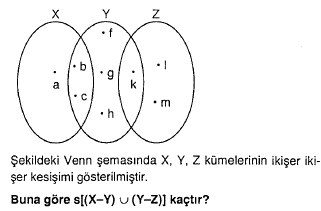 X Y Z
f
b l
a g k
c m
h
Şekildeki Venn şemasında X, Y, Z kümelerinin ikişer iki-
şer kesişimi gösterilmiştir.
Buna göre s[(X–Y) ∪ (Y–Z)] kaçtır?